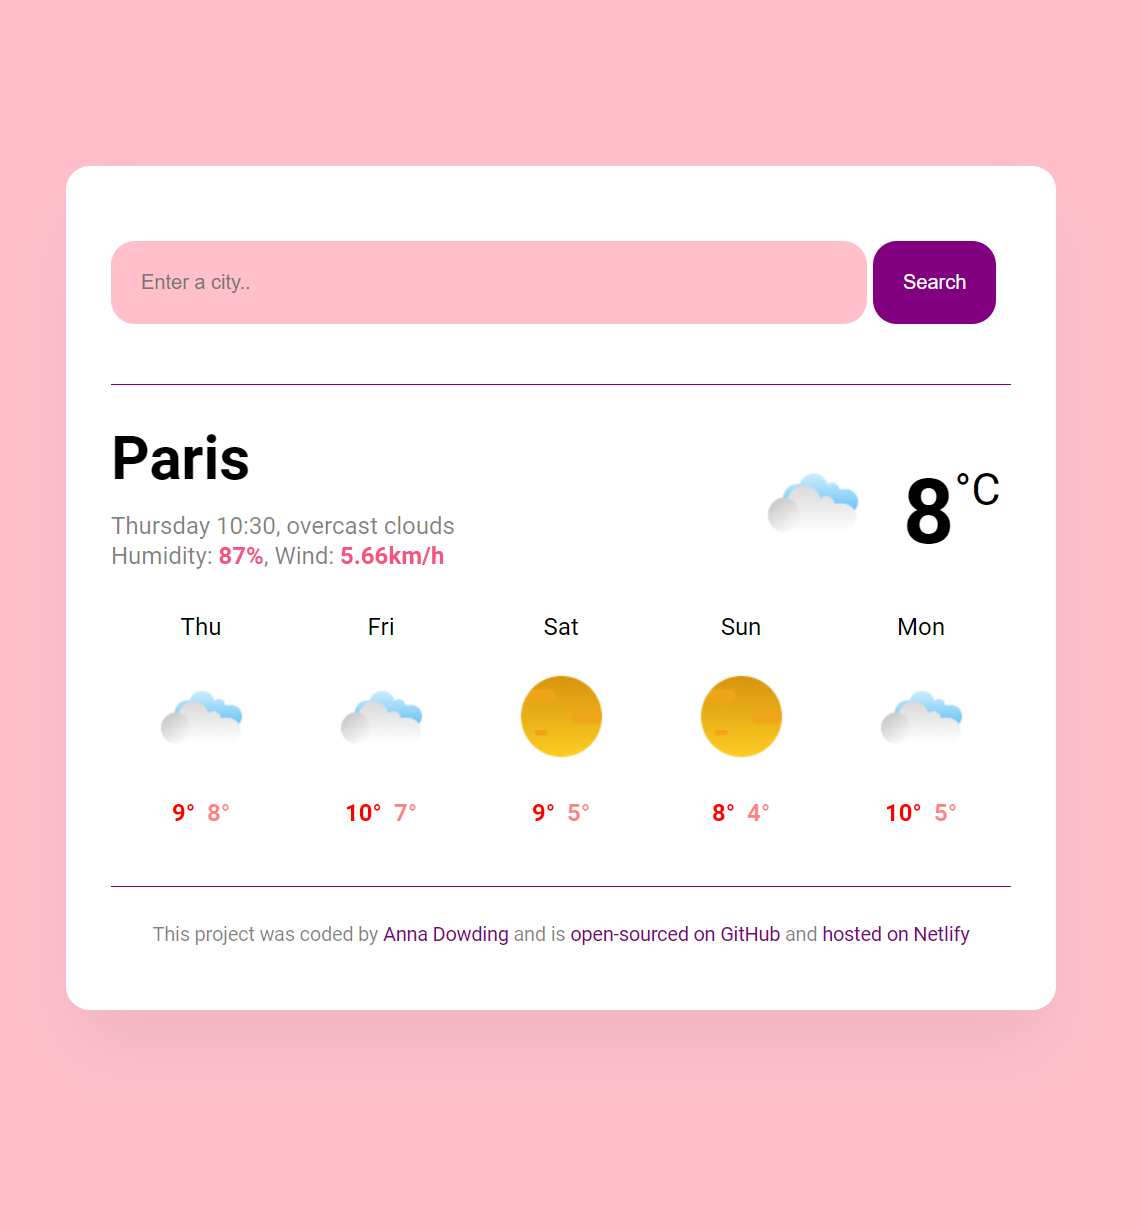 Enter a city..
Search
Paris
Thursday 10:30, overcast clouds
Humidity: 87%, Wind: 5.66km/h
8°C
Thu Fri Sat Sun Mon
9° 8° 10° 7° 9° 5° 8° 4° 10° 5°
This project was coded by Anna Dowding and is open-sourced on GitHub and hosted on Netlify